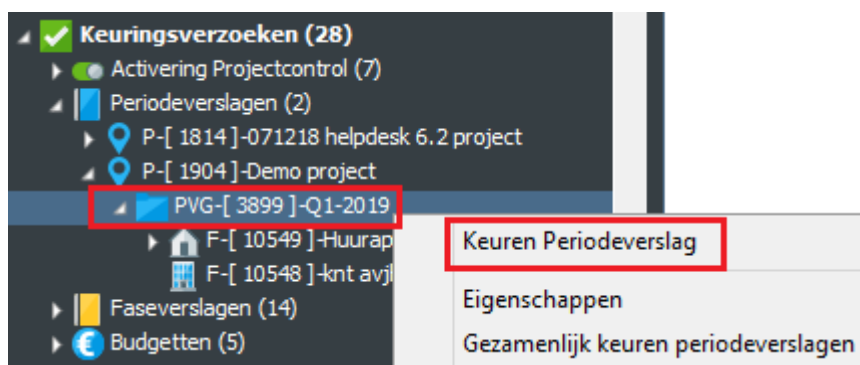 Keuringsverzoeken (28)
Activering Projectcontrol (7)
Periodeverslagen (2)
P-[ 1814 ]-071218 helpdesk 6.2 project
P-[ 1904 ]-Demo project
PVG-[ 3899 ]-Q1-2019
F-[ 10549 ]-Huurap
F-[ 10548 ]-knt avjl
Faseverslagen (14)
Budgetten (5)
Keuren Periodeverslag
Eigenschappen
Gezamenlijk keuren periodeverslagen